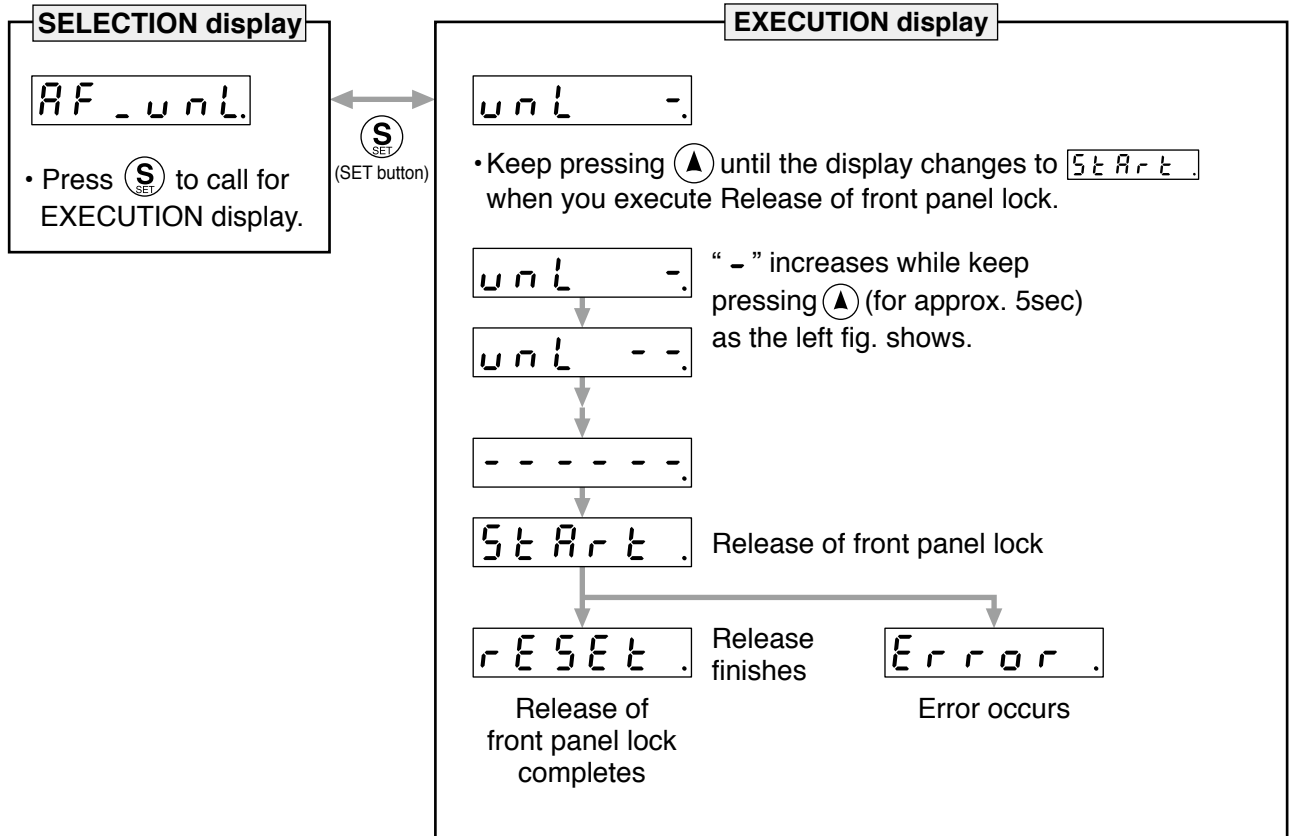 SELECTION display
AF_unL.
• Press S SET to call for
EXECUTION display.
S SET
(SET button)
EXECUTION display
unL -.
• Keep pressing until the display changes to StArt .
when you execute Release of front panel lock.
unL -.
“ – ” increases while keep
pressing (for approx. 5sec)
as the left fig. shows.
unL --.
------.
StArt .
Release of front panel lock
rESEt .
Release
finishes
Error .
Release of
front panel lock
completes
Error occurs